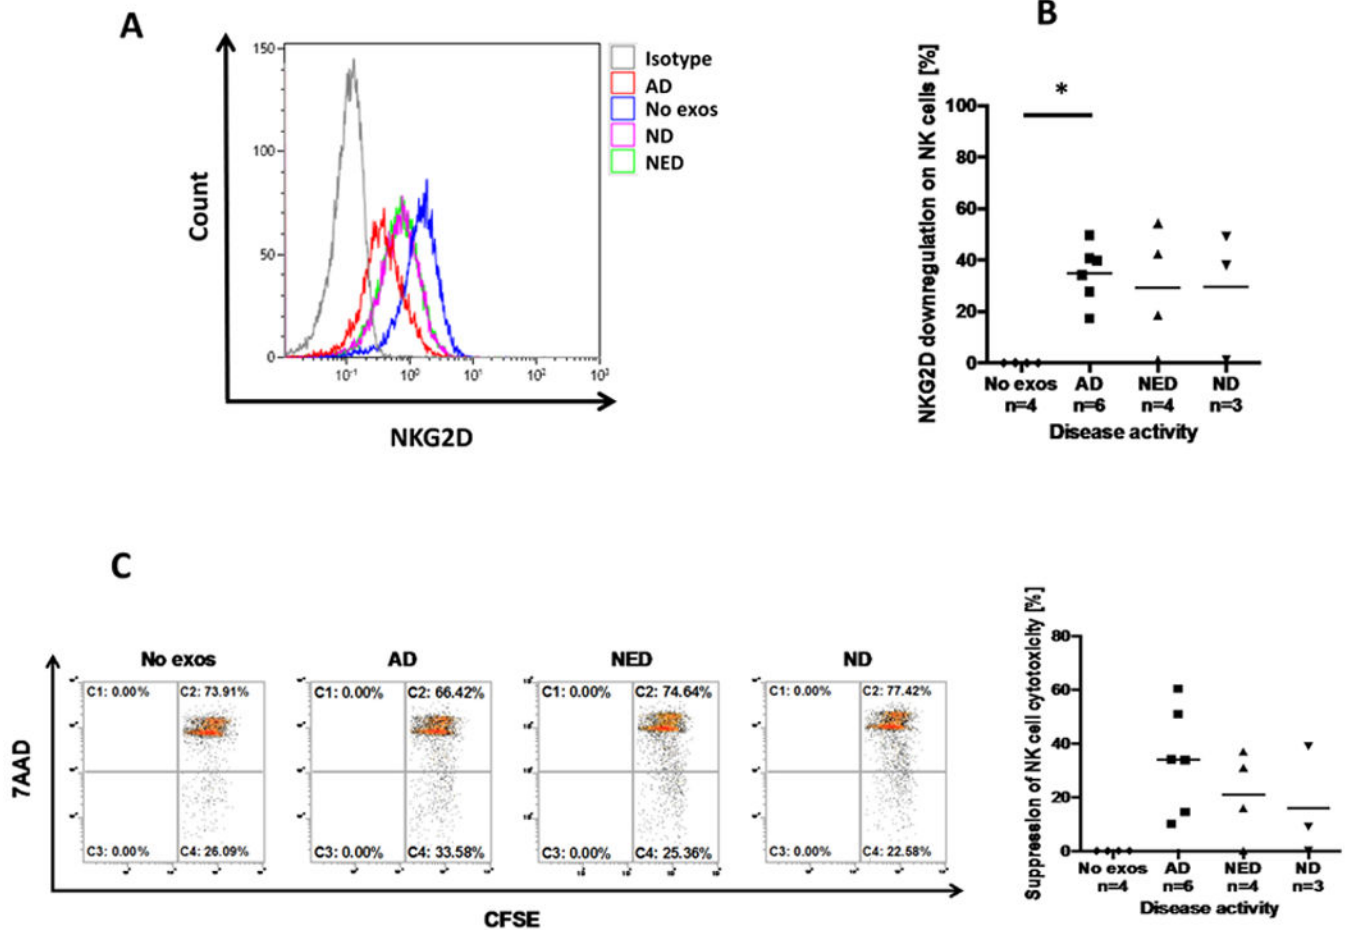 A
150
100
50
0
Count
10-1
100
101
102
103
NKG2D
Isotype
AD
No exos
ND
NED
B
NKG2D downregulation on NK cells [%]
100
80
60
40
20
0
*
No exos AD NED ND
n=4 n=6 n=4 n=3
Disease activity
C
7AAD
No exos
C1: 0.00% C2: 73.91%
C3: 0.00% C4: 26.09%
AD
C1: 0.00% C2: 66.42%
C3: 0.00% C4: 33.58%
NED
C1: 0.00% C2: 74.64%
C3: 0.00% C4: 25.36%
ND
C1: 0.00% C2: 77.42%
C3: 0.00% C4: 22.58%
CFSE
Suppression of NK cell cytotoxicity [%]
80
60
40
20
0
No exos AD NED ND
n=4 n=6 n=4 n=3
Disease activity